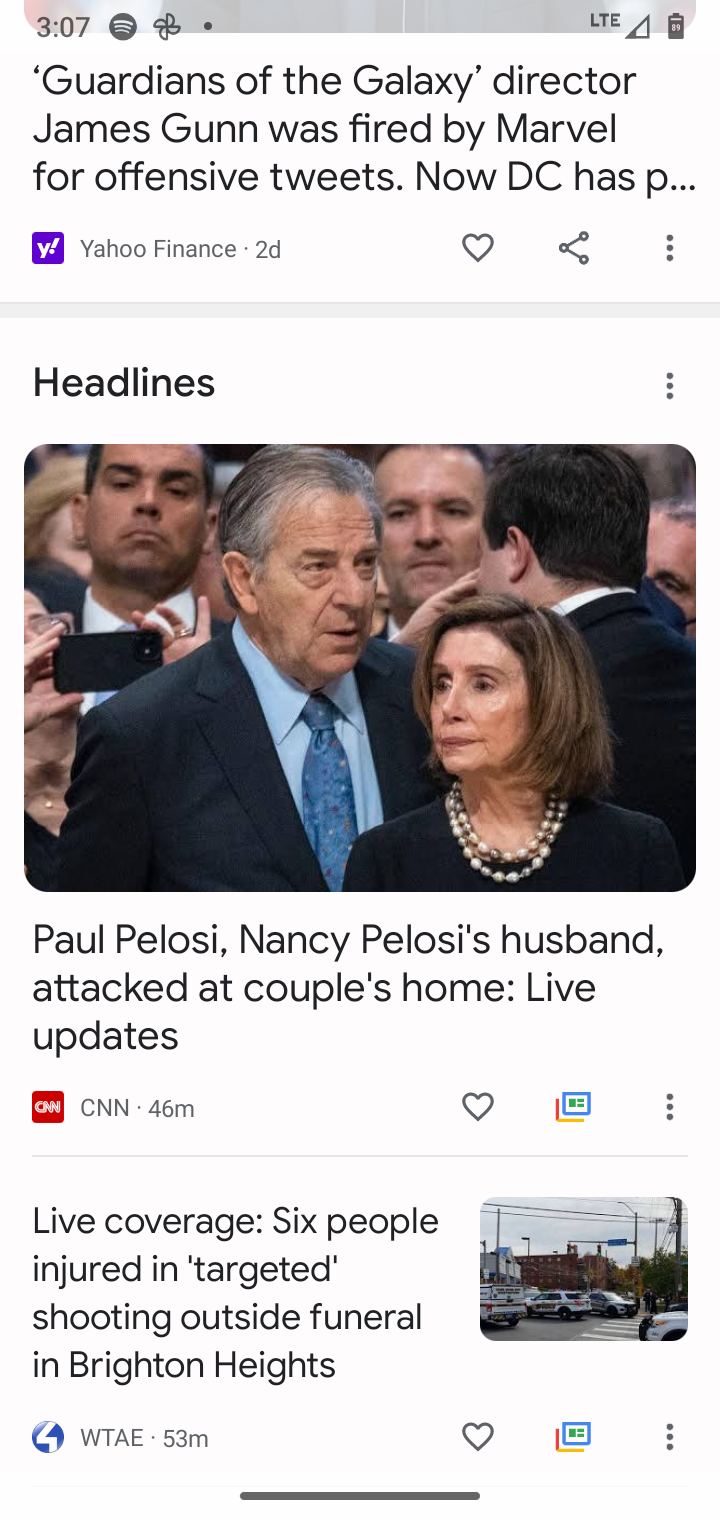 3:07
LTE
89
‘Guardians of the Galaxy’ director
James Gunn was fired by Marvel
for offensive tweets. Now DC has p...
y!
Yahoo Finance · 2d
Headlines
Paul Pelosi, Nancy Pelosi's husband,
attacked at couple's home: Live
updates
CNN
CNN · 46m
Live coverage: Six people
injured in 'targeted'
shooting outside funeral
in Brighton Heights
4
WTAE · 53m